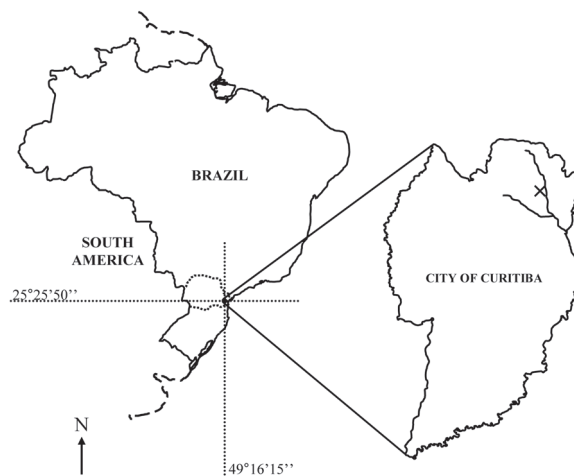 BRAZIL
SOUTH
AMERICA
CITY OF CURITIBA
25°25'50''
N
49°16'15''